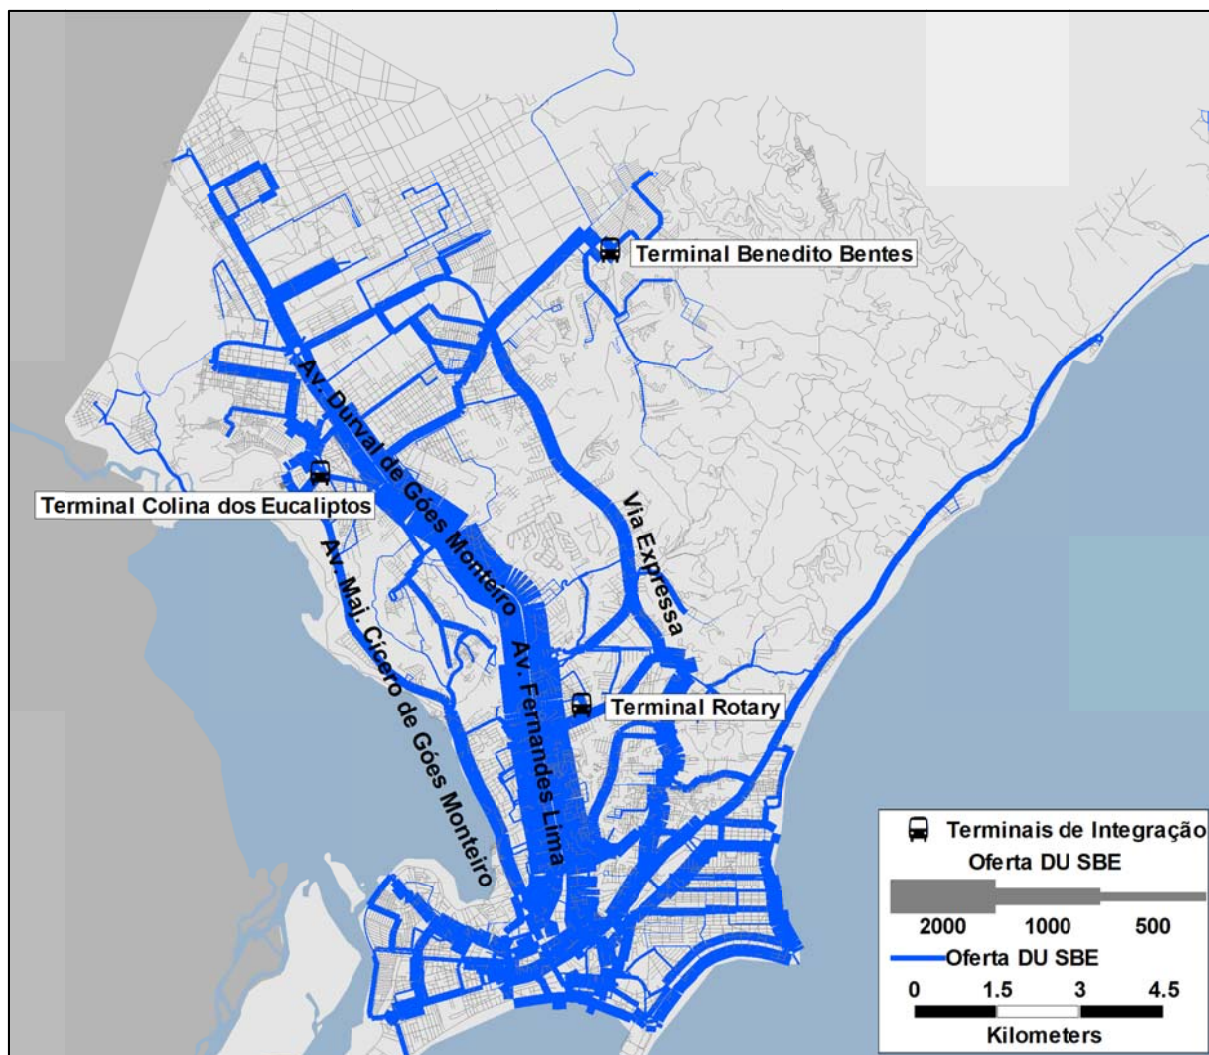 Terminal Benedito Bentes
Av. Durval de Góes Monteiro
Terminal Colina dos Eucaliptos
Via Expressa
Av. Maj. Cícero de Góes Monteiro
Av. Fernandes Lima
Terminal Rotary
Terminais de Integração
Oferta DU SBE
2000 1000 500
Oferta DU SBE
0 1.5 3 4.5
Kilometers